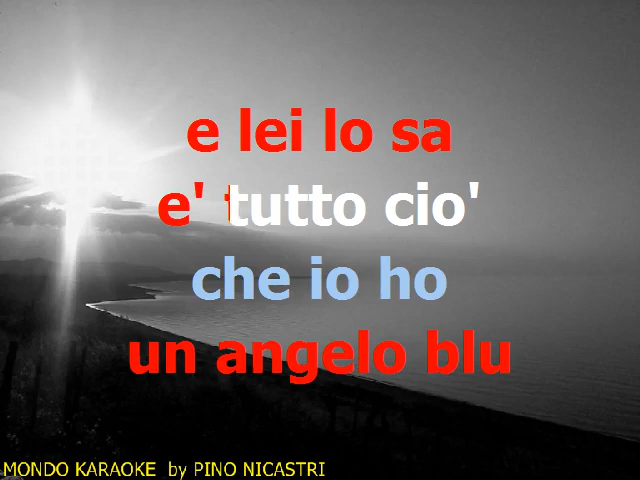 e lei lo sa
e' tutto cio'
che io ho
un angelo blu
MONDO KARAOKE by PINO NICASTRI